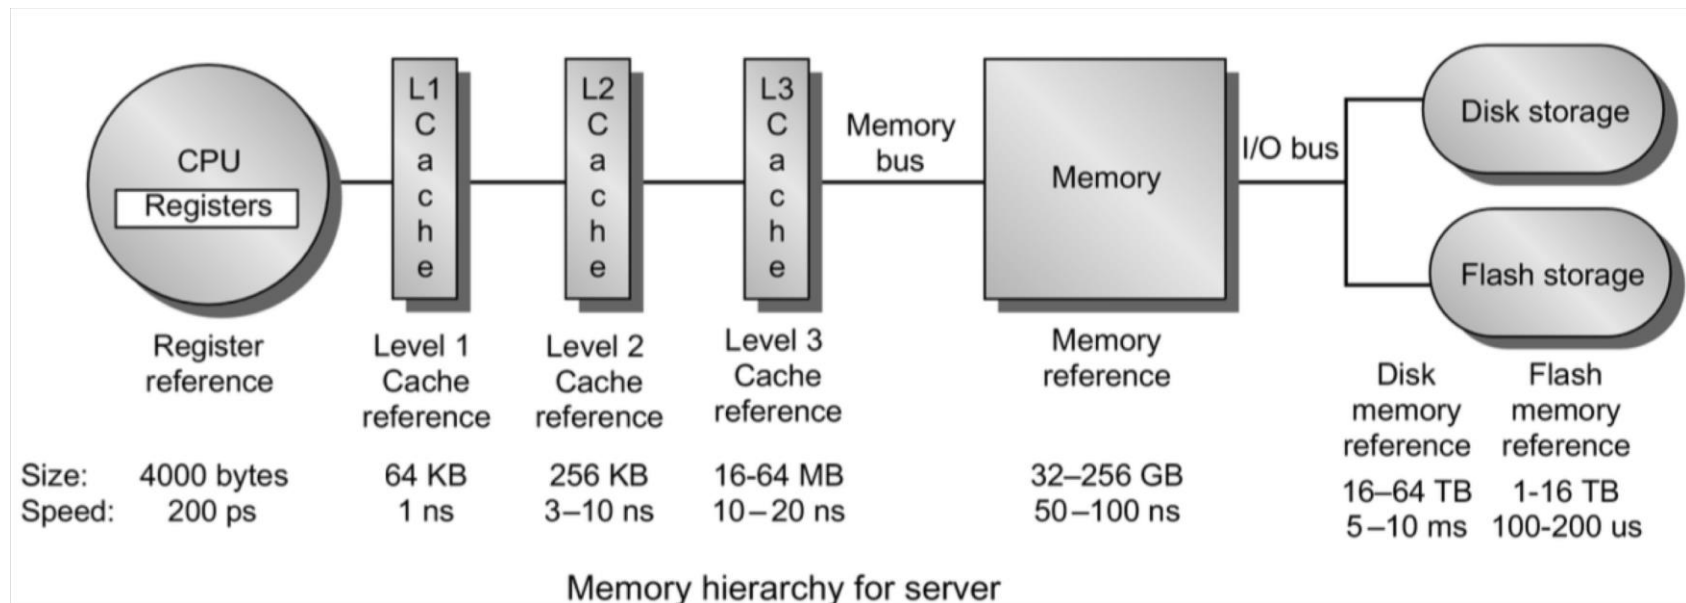 CPU
Registers
L1
C
a
c
h
e
L2
C
a
c
h
e
L3
C
a
c
h
e
Memory
bus
Memory
I/O bus
Disk storage
Flash storage
Register
reference
Level 1
Cache
reference
Level 2
Cache
reference
Level 3
Cache
reference
Memory
reference
Disk
memory
reference
Flash
memory
reference
Size: 4000 bytes 64 KB 256 KB 16-64 MB 32–256 GB 16–64 TB 1-16 TB
Speed: 200 ps 1 ns 3–10 ns 10–20 ns 50–100 ns 5–10 ms 100-200 us
Memory hierarchy for server